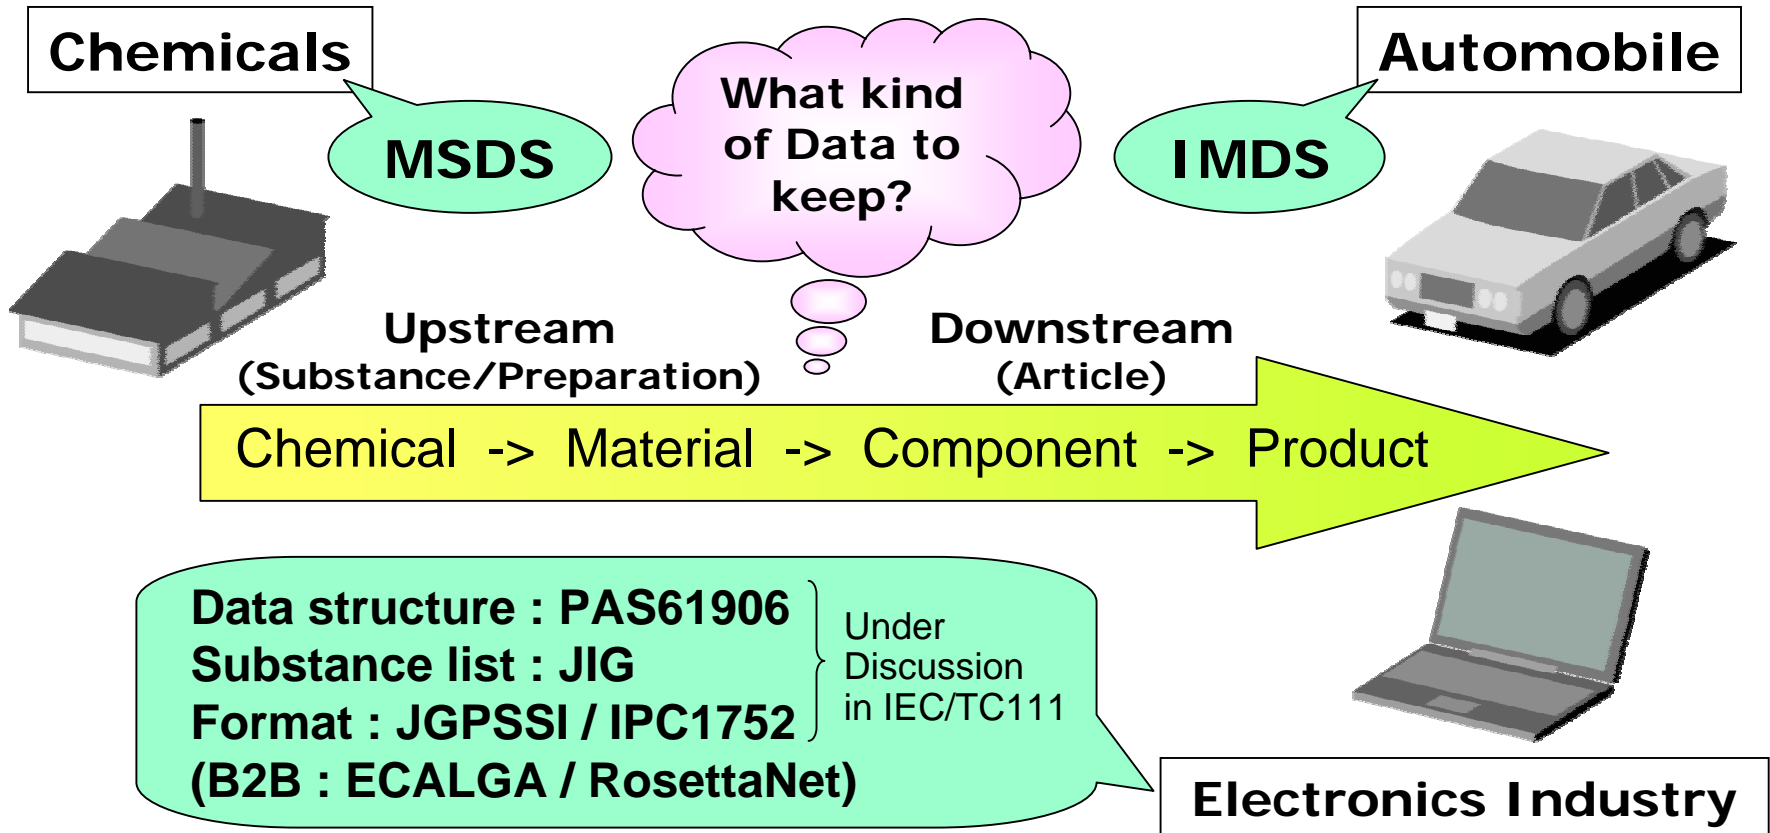 Chemicals
MSDS
What kind
of Data to
keep?
Automobile
IMDS
Upstream
(Substance/Preparation)
Downstream
(Article)
Chemical -> Material -> Component -> Product
Data structure : PAS61906
Substance list : JIG
Format : JGPSSI / IPC1752
(B2B : ECALGA / RosettaNet)
Under
Discussion
in IEC/TC111
Electronics Industry